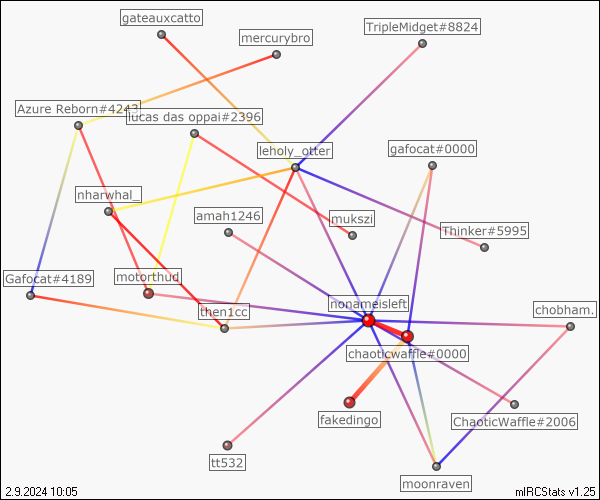 gateauxcatto
mercurybro
TripleMidget#8824
Azure Reborn#4243
lucas das oppai#2396
leholy_otter
gafocat#0000
nharwhal_
amah1246
mukszi
Thinker#5995
Gafocat#4189
motorthud
then1cc
nonameisleft
chobham.
chaoticwaffle#0000
fakedingo
ChaoticWaffle#2006
tt532
moonraven
2.9.2024 10:05
mIRCStats v1.25